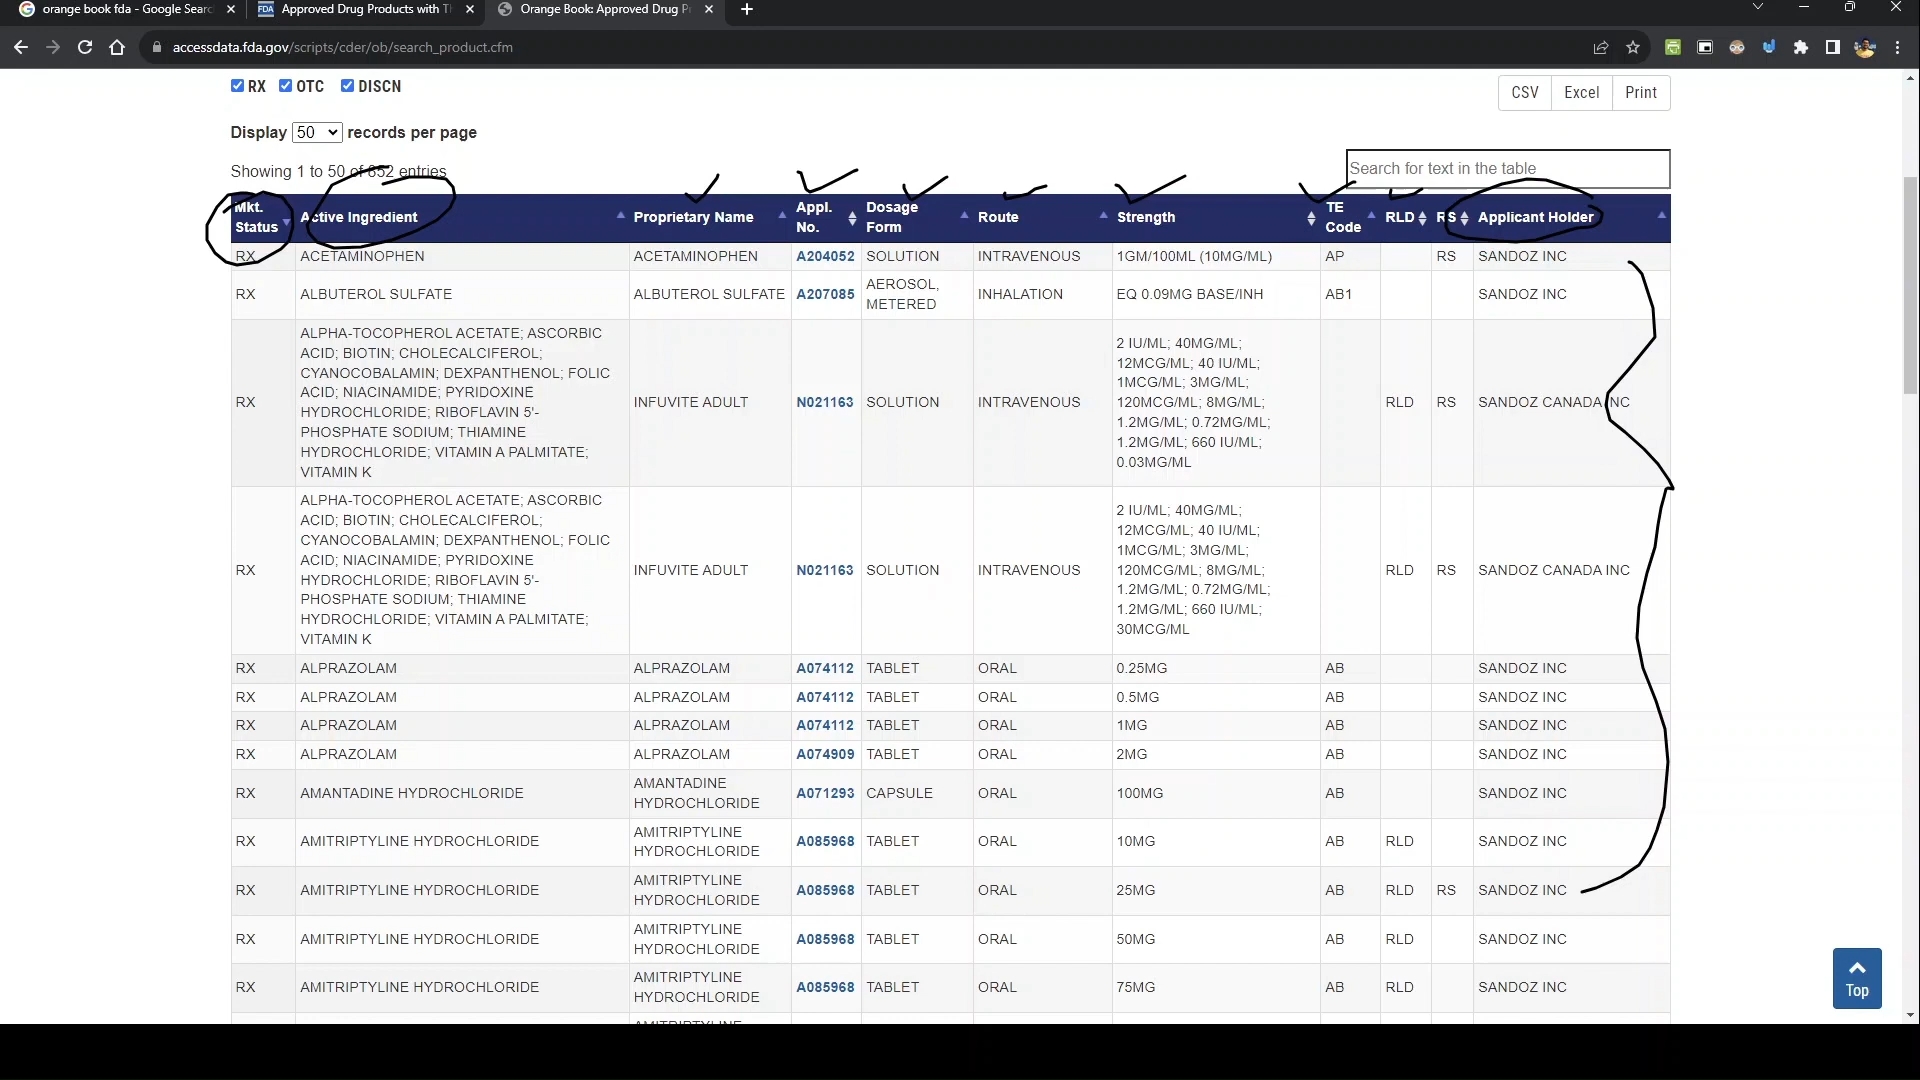 orange book fda - Google Searc
Approved Drug Products with T
Orange Book: Approved Drug P
accessdata.fda.gov/scripts/cder/ob/search_product.cfm
RX OTC DISCN
CSV Excel Print
Display 50 records per page
Showing 1 to 50 of 852 entries
Search for text in the table
Mkt. Status Active Ingredient Proprietary Name Appl. No. Dosage Form Route Strength TE Code RLD RS Applicant Holder
RX ACETAMINOPHEN ACETAMINOPHEN A204052 SOLUTION INTRAVENOUS 1GM/100ML (10MG/ML) AP RS SANDOZ INC
RX ALBUTEROL SULFATE ALBUTEROL SULFATE A207085 AEROSOL, METERED INHALATION EQ 0.09MG BASE/INH AB1 SANDOZ INC
RX ALPHA-TOCOPHEROL ACETATE; ASCORBIC ACID; BIOTIN; CHOLECALCIFEROL; CYANOCOBALAMIN; DEXPANTHENOL; FOLIC ACID; NIACINAMIDE; PYRIDOXINE HYDROCHLORIDE; RIBOFLAVIN 5'-PHOSPHATE SODIUM; THIAMINE HYDROCHLORIDE; VITAMIN A PALMITATE; VITAMIN K INFUVITE ADULT N021163 SOLUTION INTRAVENOUS 2 IU/ML; 40MG/ML; 12MCG/ML; 40 IU/ML; 1MCG/ML; 3MG/ML; 120MCG/ML; 8MG/ML; 1.2MG/ML; 0.72MG/ML; 1.2MG/ML; 660 IU/ML; 0.03MG/ML RLD RS SANDOZ CANADA INC
RX ALPHA-TOCOPHEROL ACETATE; ASCORBIC ACID; BIOTIN; CHOLECALCIFEROL; CYANOCOBALAMIN; DEXPANTHENOL; FOLIC ACID; NIACINAMIDE; PYRIDOXINE HYDROCHLORIDE; RIBOFLAVIN 5'-PHOSPHATE SODIUM; THIAMINE HYDROCHLORIDE; VITAMIN A PALMITATE; VITAMIN K INFUVITE ADULT N021163 SOLUTION INTRAVENOUS 2 IU/ML; 40MG/ML; 12MCG/ML; 40 IU/ML; 1MCG/ML; 3MG/ML; 120MCG/ML; 8MG/ML; 1.2MG/ML; 0.72MG/ML; 1.2MG/ML; 660 IU/ML; 30MCG/ML RLD RS SANDOZ CANADA INC
RX ALPRAZOLAM ALPRAZOLAM A074112 TABLET ORAL 0.25MG AB SANDOZ INC
RX ALPRAZOLAM ALPRAZOLAM A074112 TABLET ORAL 0.5MG AB SANDOZ INC
RX ALPRAZOLAM ALPRAZOLAM A074112 TABLET ORAL 1MG AB SANDOZ INC
RX ALPRAZOLAM ALPRAZOLAM A074909 TABLET ORAL 2MG AB SANDOZ INC
RX AMANTADINE HYDROCHLORIDE AMANTADINE HYDROCHLORIDE A071293 CAPSULE ORAL 100MG AB SANDOZ INC
RX AMITRIPTYLINE HYDROCHLORIDE AMITRIPTYLINE HYDROCHLORIDE A085968 TABLET ORAL 10MG AB RLD SANDOZ INC
RX AMITRIPTYLINE HYDROCHLORIDE AMITRIPTYLINE HYDROCHLORIDE A085968 TABLET ORAL 25MG AB RLD RS SANDOZ INC
RX AMITRIPTYLINE HYDROCHLORIDE AMITRIPTYLINE HYDROCHLORIDE A085968 TABLET ORAL 50MG AB RLD SANDOZ INC
RX AMITRIPTYLINE HYDROCHLORIDE AMITRIPTYLINE HYDROCHLORIDE A085968 TABLET ORAL 75MG AB RLD SANDOZ INC
Top